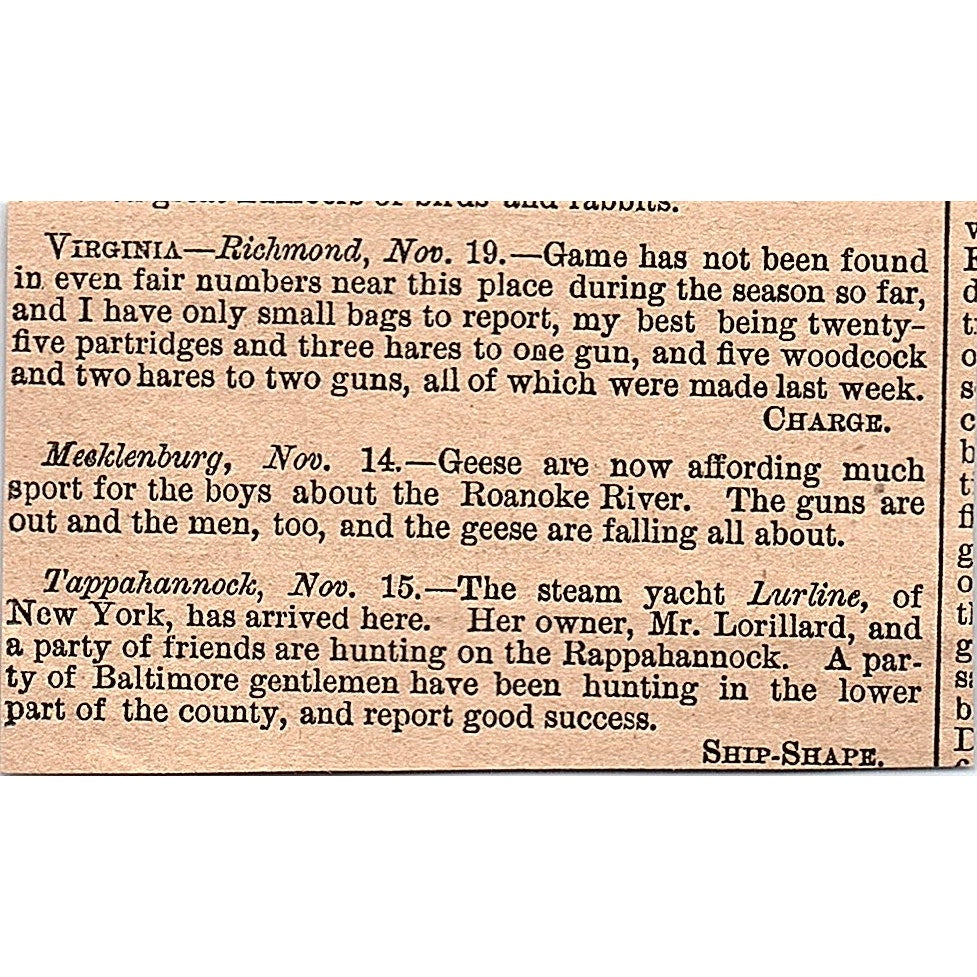 numbers of birds and rabbits.
VIRGINIA—Richmond, Nov. 19.—Game has not been found
in even fair numbers near this place during the season so far,
and I have only small bags to report, my best being twenty-
five partridges and three hares to one gun, and five woodcock
and two hares to two guns, all of which were made last week.
CHARGE.
Mecklenburg, Nov. 14.—Geese are now affording much
sport for the boys about the Roanoke River. The guns are
out and the men, too, and the geese are falling all about.
Tappahannock, Nov. 15.—The steam yacht Lurline, of
New York, has arrived here. Her owner, Mr. Lorillard, and
a party of friends are hunting on the Rappahannock. A par-
ty of Baltimore gentlemen have been hunting in the lower
part of the county, and report good success.
SHIP-SHAPE.